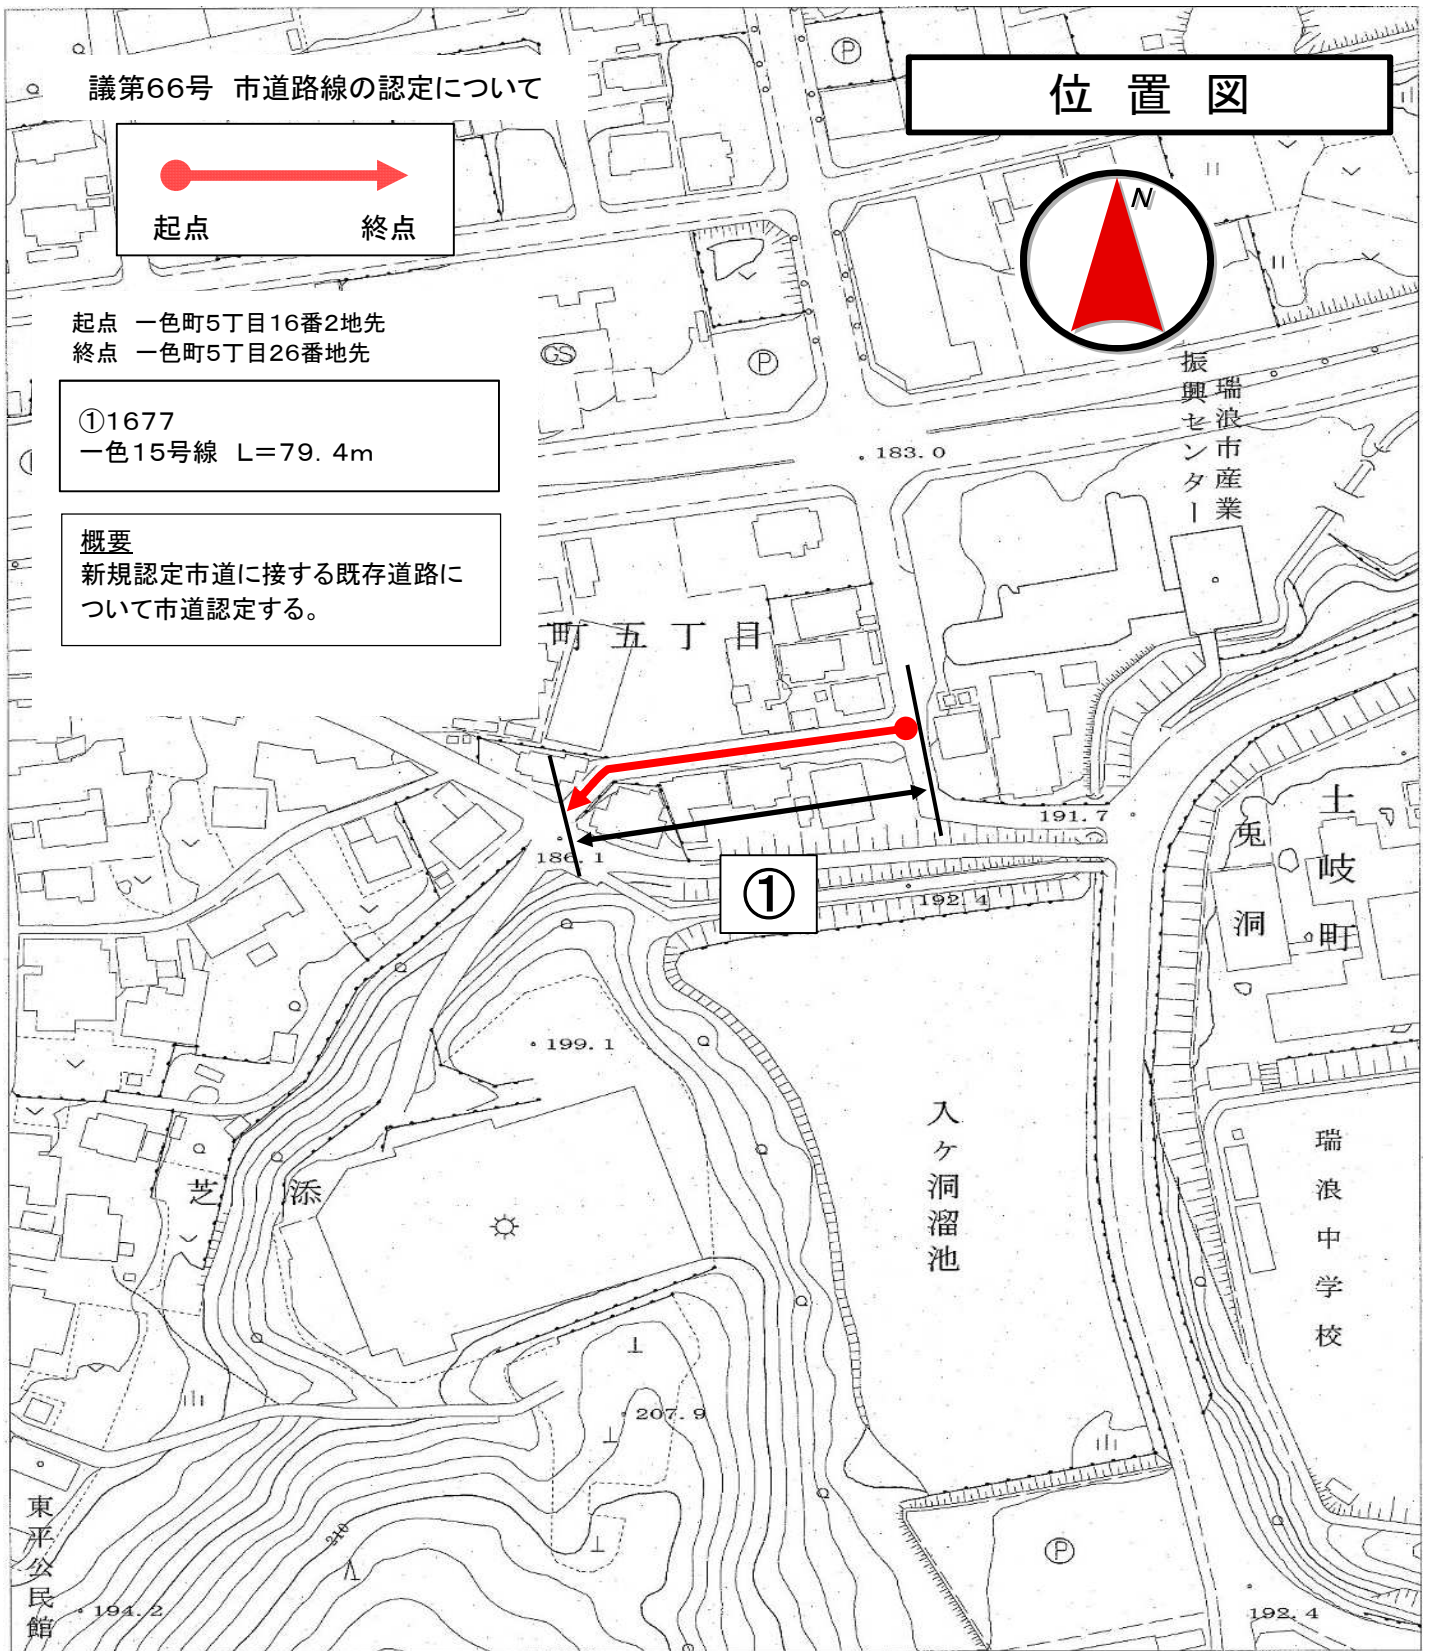 議第66号 市道路線の認定について
位 置 図
起点 終点
N
起点 一色町5丁目16番2地先
終点 一色町5丁目26番地先
①1677
一色15号線 L=79.4m
概要
新規認定市道に接する既存道路に
ついて市道認定する。
P
GS
P
瑞浪市産業
振興センター
183.0
町五丁目
191.7
186.1
①
192.4
土岐町
兎洞
199.1
入ヶ洞溜池
瑞浪中学校
芝添
207.9
210
P
東平公民館
194.2
192.4